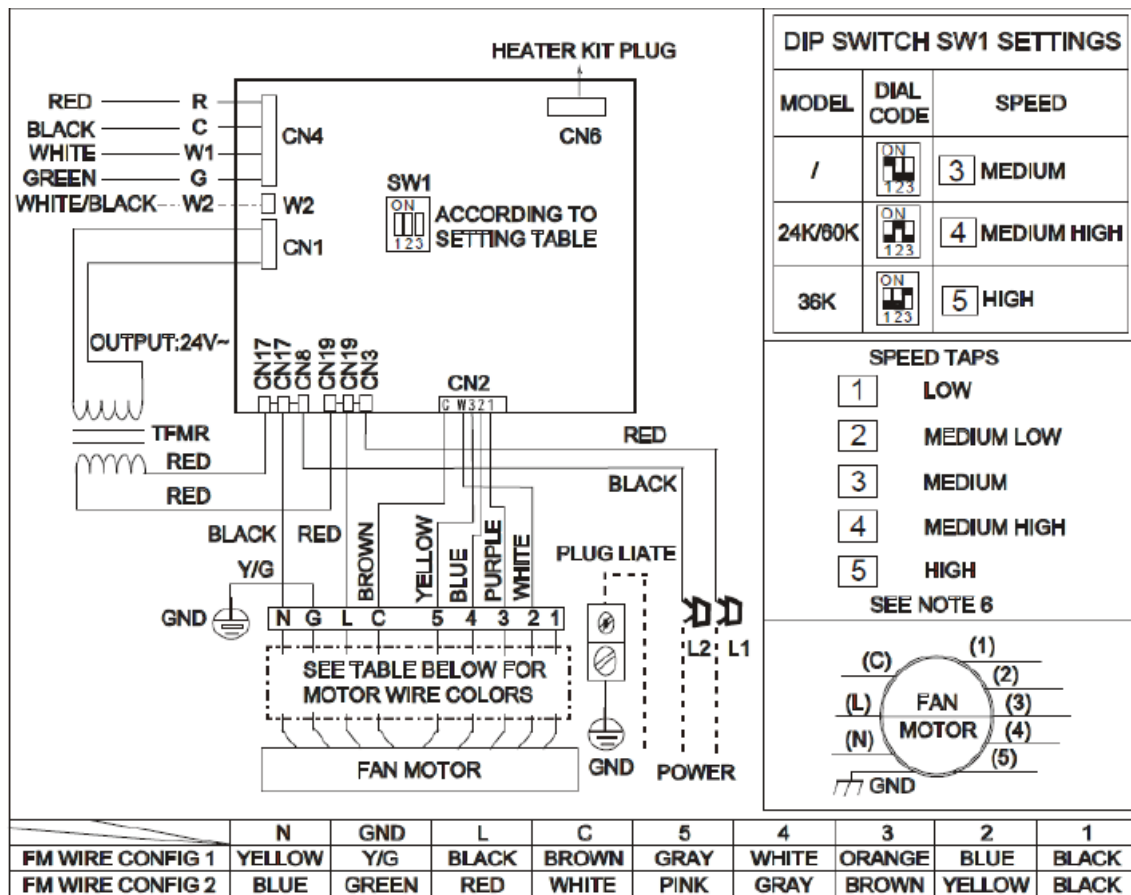 HEATER KIT PLUG
CN6
RED R
BLACK C
WHITE W1
GREEN G
WHITE/BLACK W2
CN4
W2
CN1
SW1
ON
123
ACCORDING TO
SETTING TABLE
OUTPUT:24V~
TFMR
RED
RED
CN17
CN17
CN8
CN19
CN19
CN3
CN2
C W321
RED
BLACK
BLACK
RED
BROWN
YELLOW
BLUE
PURPLE
WHITE
Y/G
GND
N G L C 5 4 3 2 1
SEE TABLE BELOW FOR
MOTOR WIRE COLORS
FAN MOTOR
PLUG LIATE
GND
L2 L1
POWER
DIP SWITCH SW1 SETTINGS
MODEL DIAL CODE SPEED
/ ON 123 3 MEDIUM
24K/60K ON 123 4 MEDIUM HIGH
36K ON 123 5 HIGH
SPEED TAPS
1 LOW
2 MEDIUM LOW
3 MEDIUM
4 MEDIUM HIGH
5 HIGH
SEE NOTE 6
(C)
(L)
(N)
GND
FAN
MOTOR
(1)
(2)
(3)
(4)
(5)
N GND L C 5 4 3 2 1
FM WIRE CONFIG 1 YELLOW Y/G BLACK BROWN GRAY WHITE ORANGE BLUE BLACK
FM WIRE CONFIG 2 BLUE GREEN RED WHITE PINK GRAY BROWN YELLOW BLACK